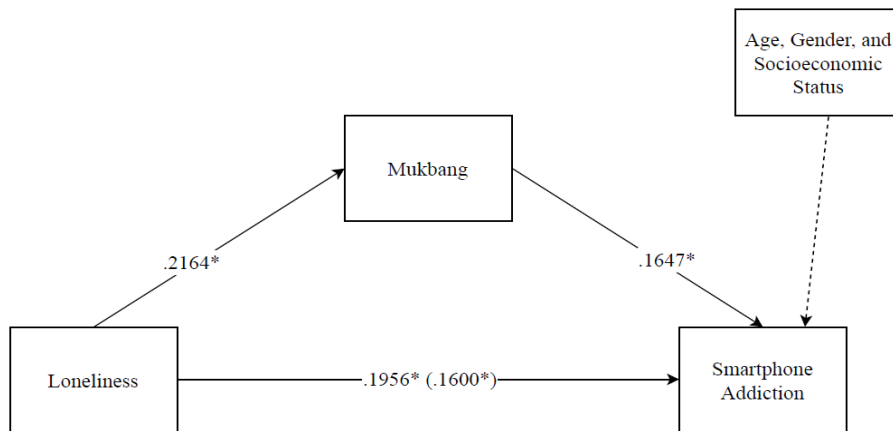 Age, Gender, and
Socioeconomic
Status
Mukbang
.2164*
.1647*
Loneliness
.1956* (.1600*)
Smartphone
Addiction